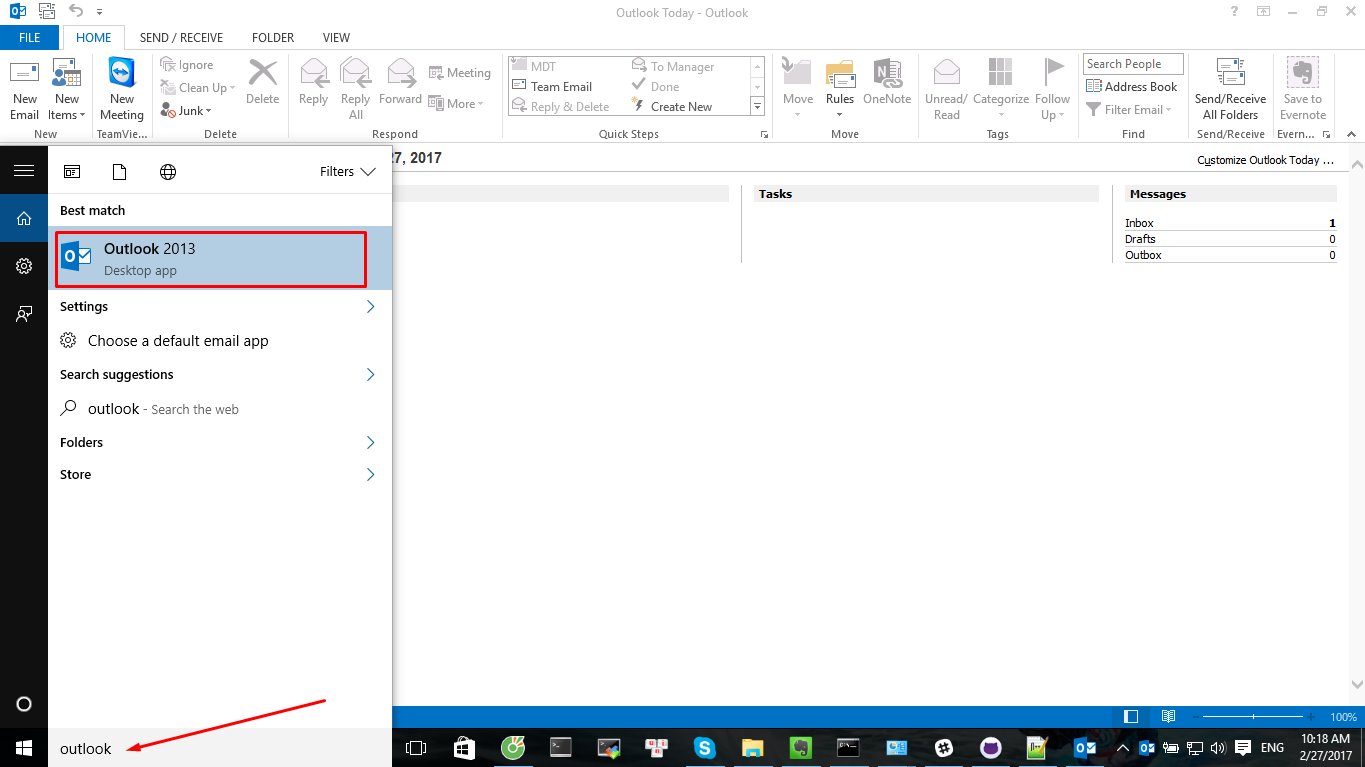 Outlook Today - Outlook
FILE
HOME
SEND / RECEIVE
FOLDER
VIEW
New Email
New Items
New
New Meeting
TeamVie...
Ignore
Clean Up
Junk
Delete
Delete
Reply
Reply All
Forward
Meeting
More
Respond
MDT
Team Email
Reply & Delete
To Manager
Done
Create New
Quick Steps
Move
Rules
OneNote
Move
Unread/ Read
Categorize
Follow Up
Tags
Search People
Address Book
Filter Email
Find
Send/Receive All Folders
Send/Receive
Save to Evernote
Evern...
27, 2017
Customize Outlook Today ...
Tasks
Messages
Inbox 1
Drafts 0
Outbox 0
Filters
Best match
Outlook 2013
Desktop app
Settings
Choose a default email app
Search suggestions
outlook - Search the web
Folders
Store
outlook
100%
ENG
10:18 AM
2/27/2017